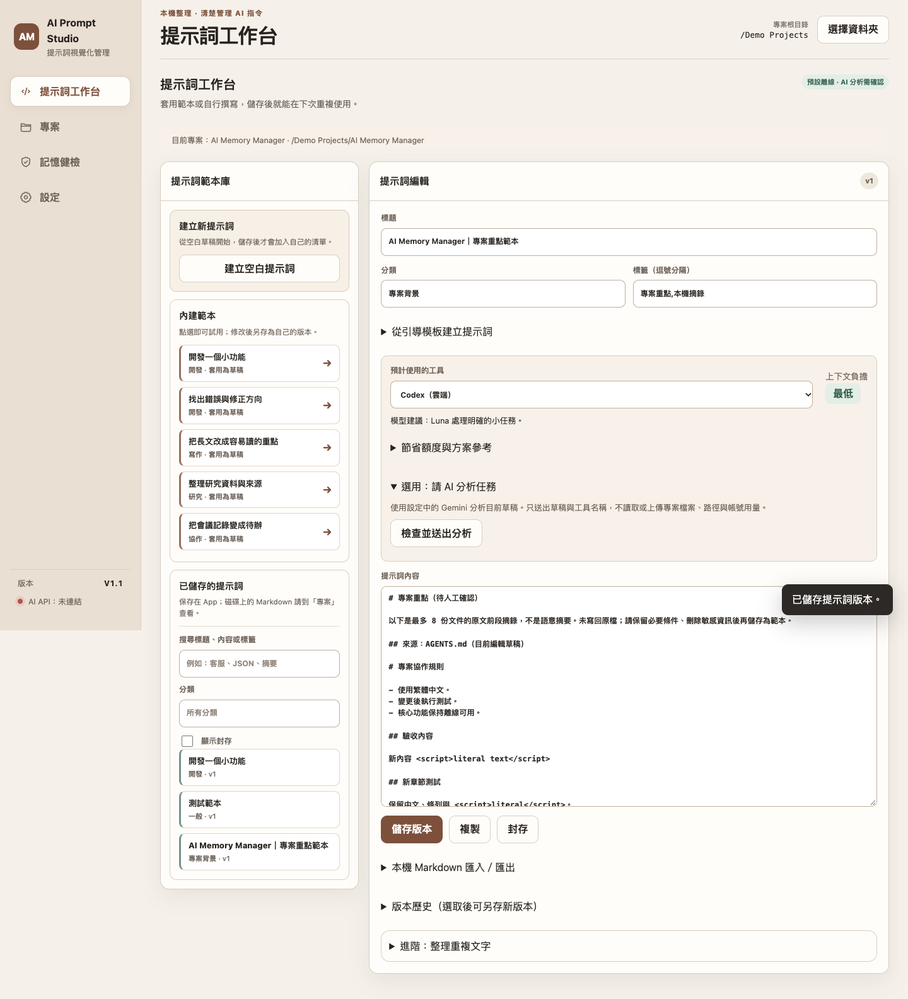 AM
AI Prompt
Studio
提示詞視覺化管理
提示詞工作台
專案
記憶健檢
設定
版本
V1.1
AI API：未連結
本機整理 · 清楚管理 AI 指令
提示詞工作台
專案根目錄
/Demo Projects
選擇資料夾
提示詞工作台
套用範本或自行撰寫，儲存後就能在下次重複使用。
預設離線 · AI 分析需確認
目前專案：AI Memory Manager · /Demo Projects/AI Memory Manager
提示詞範本庫
建立新提示詞
從空白草稿開始，儲存後才會加入自己的清單。
建立空白提示詞
內建範本
點選即可試用；修改後另存為自己的版本。
開發一個小功能
開發 · 套用為草稿
找出錯誤與修正方向
開發 · 套用為草稿
把長文改成容易讀的重點
寫作 · 套用為草稿
整理研究資料與來源
研究 · 套用為草稿
把會議記錄變成待辦
協作 · 套用為草稿
已儲存的提示詞
保存在 App；磁碟上的 Markdown 請到「專案」
查看。
搜尋標題、內容或標籤
例如：客服、JSON、摘要
分類
所有分類
顯示封存
開發一個小功能
開發 · v1
測試範本
一般 · v1
AI Memory Manager｜專案重點範本
專案背景 · v1
提示詞編輯
v1
標題
AI Memory Manager｜專案重點範本
分類
標籤（逗號分隔）
專案背景
專案重點,本機摘錄
從引導模板建立提示詞
預計使用的工具
Codex（雲端）
上下文負擔
最低
模型建議：Luna 處理明確的小任務。
節省額度與方案參考
選用：請 AI 分析任務
使用設定中的 Gemini 分析目前草稿。只送出草稿與工具名稱，不讀取或上傳專案檔案、路徑與帳號用量。
檢查並送出分析
提示詞內容
# 專案重點（待人工確認）
以下是最多 8 份文件的原文前段摘錄，不是語意摘要。未寫回原檔；請保留必要條件、刪除敏感資訊後再儲存為範本。
## 來源：AGENTS.md（目前編輯草稿）
# 專案協作規則
- 使用繁體中文。
- 變更後執行測試。
- 核心功能保持離線可用。
## 驗收內容
新內容 <script>literal text</script>
## 新章節測試
保留中文、條列與 <script>literal</script>。
已儲存提示詞版本。
儲存版本
複製
封存
本機 Markdown 匯入 / 匯出
版本歷史（選取後可另存新版本）
進階：整理重複文字